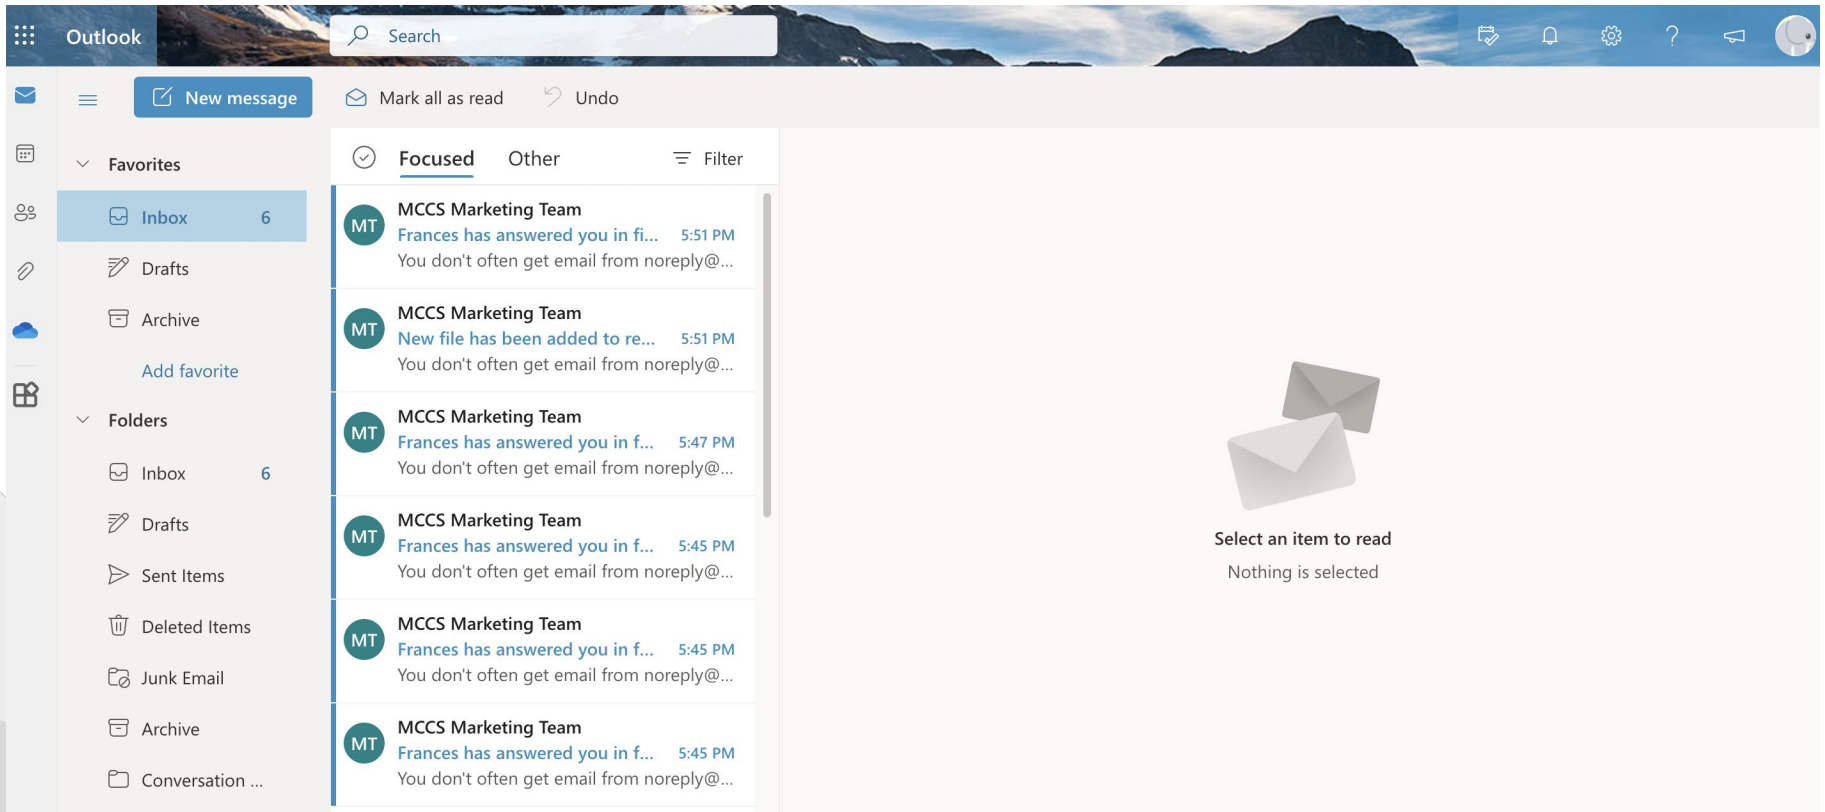 Outlook
Search
New message
Mark all as read
Undo
Favorites
Inbox 6
Drafts
Archive
Add favorite
Folders
Inbox 6
Drafts
Sent Items
Deleted Items
Junk Email
Archive
Conversation ...
Focused Other Filter
MT
MCCS Marketing Team
Frances has answered you in fi... 5:51 PM
You don't often get email from noreply@...
MT
MCCS Marketing Team
New file has been added to re... 5:51 PM
You don't often get email from noreply@...
MT
MCCS Marketing Team
Frances has answered you in f... 5:47 PM
You don't often get email from noreply@...
MT
MCCS Marketing Team
Frances has answered you in f... 5:45 PM
You don't often get email from noreply@...
MT
MCCS Marketing Team
Frances has answered you in f... 5:45 PM
You don't often get email from noreply@...
MT
MCCS Marketing Team
Frances has answered you in f... 5:45 PM
You don't often get email from noreply@...
Select an item to read
Nothing is selected